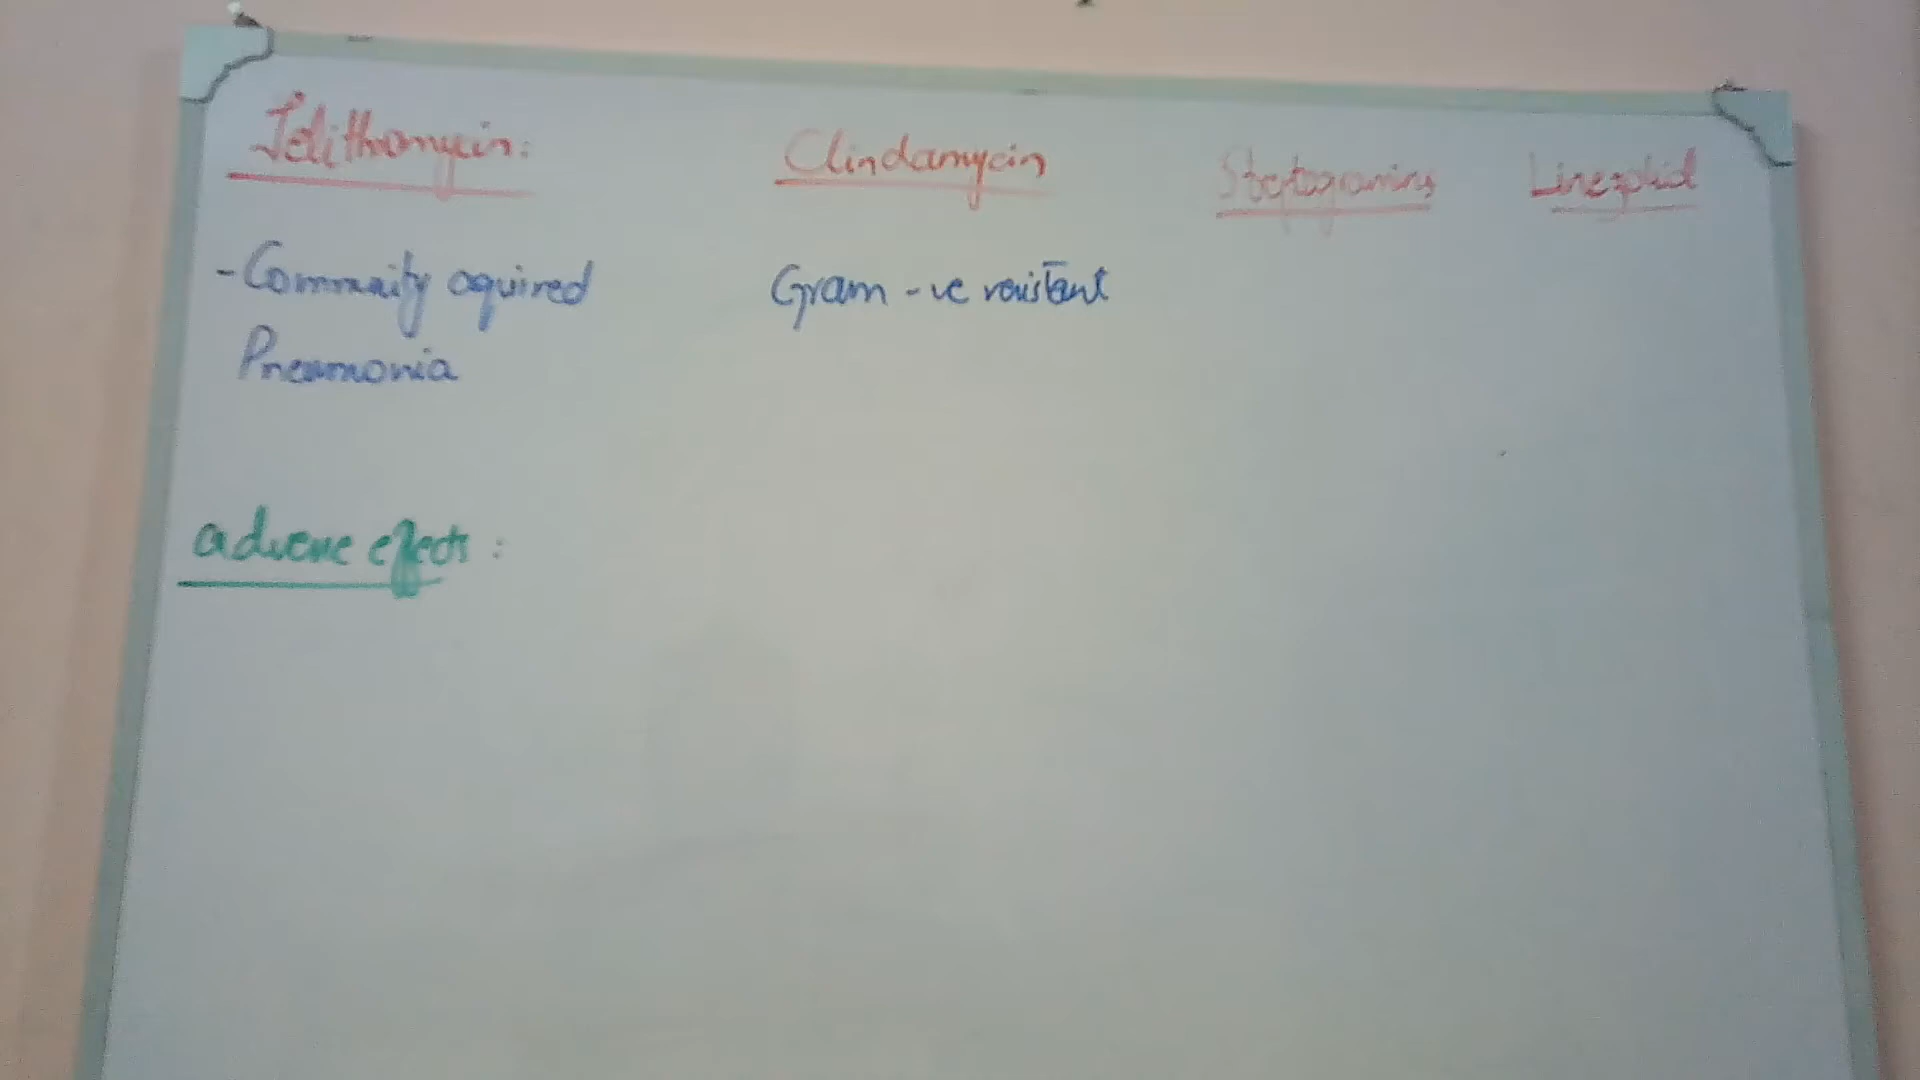 Telithromycin: Clindamycin Streptogramins Linezolid
- Community aquired Gram -ve resistant
Pneumonia
adverse effects :